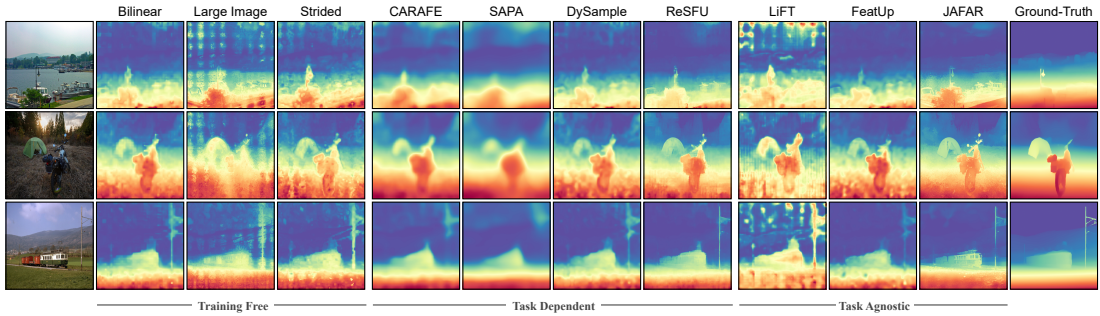 Bilinear Large Image Strided CARAFE SAPA DySample ReSFU LiFT FeatUp JAFAR Ground-Truth
Training Free Task Dependent Task Agnostic